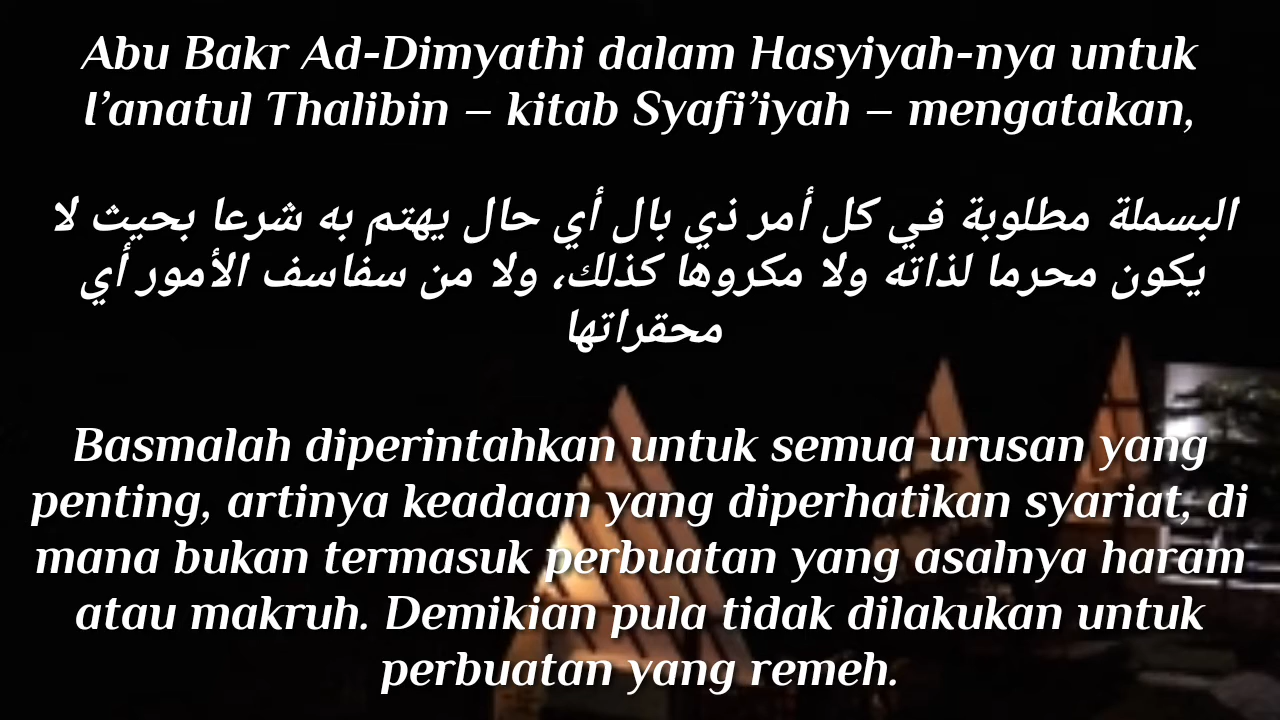 Abu Bakr Ad-Dimyathi dalam Hasyiyah-nya untuk
I’anatul Thalibin – kitab Syafi’iyah – mengatakan,
البسملة مطلوبة في كل أمر ذي بال أي حال يهتم به شرعا بحيث لا
يكون محرما لذاته ولا مكروها كذلك، ولا من سفاسف الأمور أي
محقراتها
Basmalah diperintahkan untuk semua urusan yang
penting, artinya keadaan yang diperhatikan syariat, di
mana bukan termasuk perbuatan yang asalnya haram
atau makruh. Demikian pula tidak dilakukan untuk
perbuatan yang remeh.